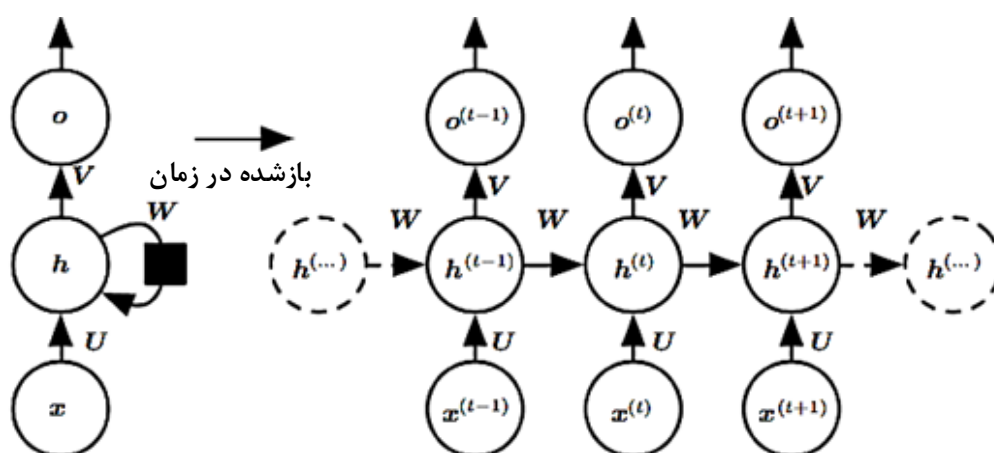 o o^(t−1) o^(t) o^(t+1)
V V V V
بازشده در زمان
W W W W W
h h^(...) h^(t−1) h^(t) h^(t+1) h^(...)
U U U U
x x^(t−1) x^(t) x^(t+1)